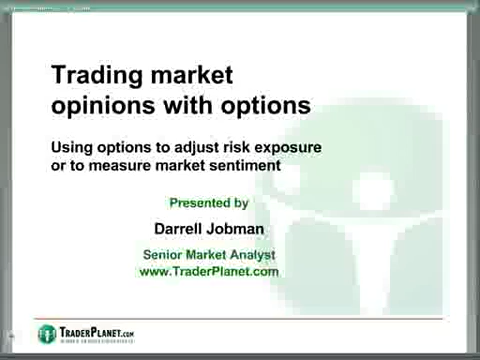 Trading market
opinions with options
Using options to adjust risk exposure
or to measure market sentiment
Presented by
Darrell Jobman
Senior Market Analyst
www.TraderPlanet.com
TRADERPLANET.COM